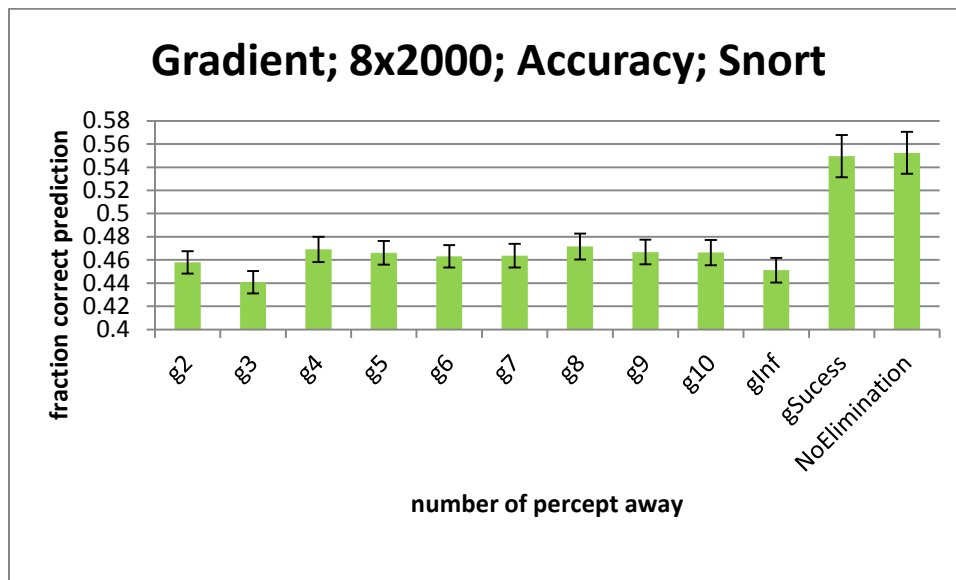 Gradient; 8x2000; Accuracy; Snort
fraction correct prediction
0.58
0.56
0.54
0.52
0.5
0.48
0.46
0.44
0.42
0.4
g2
g3
g4
g5
g6
g7
g8
g9
g10
gInf
gSucess
NoElimination
number of percept away